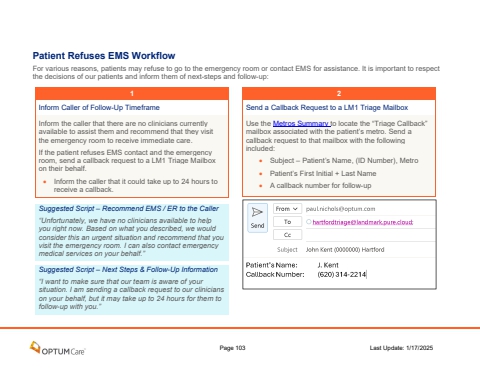 Patient Refuses EMS Workflow
For various reasons, patients may refuse to go to the emergency room or contact EMS for assistance. It is important to respect
the decisions of our patients and inform them of next-steps and follow-up:
1
Inform Caller of Follow-Up Timeframe
Inform the caller that there are no clinicians currently
available to assist them and recommend that they visit
the emergency room to receive immediate care.
If the patient refuses EMS contact and the emergency
room, send a callback request to a LM1 Triage Mailbox
on their behalf.
• Inform the caller that it could take up to 24 hours to
receive a callback.
Suggested Script – Recommend EMS / ER to the Caller
"Unfortunately, we have no clinicians available to help
you right now. Based on what you described, we would
consider this an urgent situation and recommend that you
visit the emergency room. I can also contact emergency
medical services on your behalf."
Suggested Script – Next Steps & Follow-Up Information
"I want to make sure that our team is aware of your
situation. I am sending a callback request to our clinicians
on your behalf, but it may take up to 24 hours for them to
follow-up with you."
2
Send a Callback Request to a LM1 Triage Mailbox
Use the Metros Summary to locate the "Triage Callback"
mailbox associated with the patient's metro. Send a
callback request to that mailbox with the following
included:
• Subject – Patient's Name, (ID Number), Metro
• Patient's First Initial + Last Name
• A callback number for follow-up
Send
From
paul.nichols@optum.com
To
hartfordtriage@landmark.pure.cloud;
Cc
Subject John Kent (0000000) Hartford
Patient's Name: J. Kent
Callback Number: (620) 314-2214
OPTUMCare
Page 103
Last Update: 1/17/2025